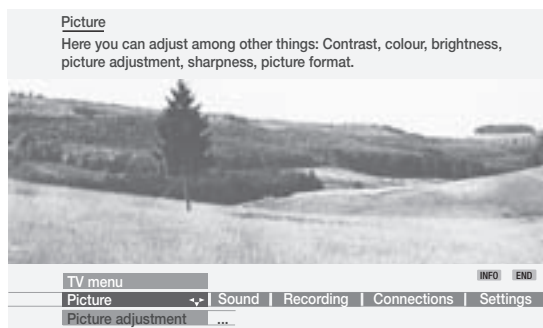 Picture
Here you can adjust among other things: Contrast, colour, brightness,
picture adjustment, sharpness, picture format.
INFO END
TV menu
Picture | Sound | Recording | Connections | Settings
Picture adjustment ...